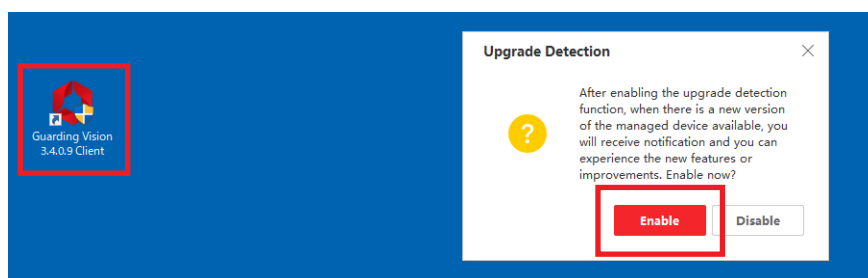 Guarding Vision
3.4.0.9 Client
Upgrade Detection
After enabling the upgrade detection
function, when there is a new version
of the managed device available, you
will receive notification and you can
experience the new features or
improvements. Enable now?
Enable
Disable